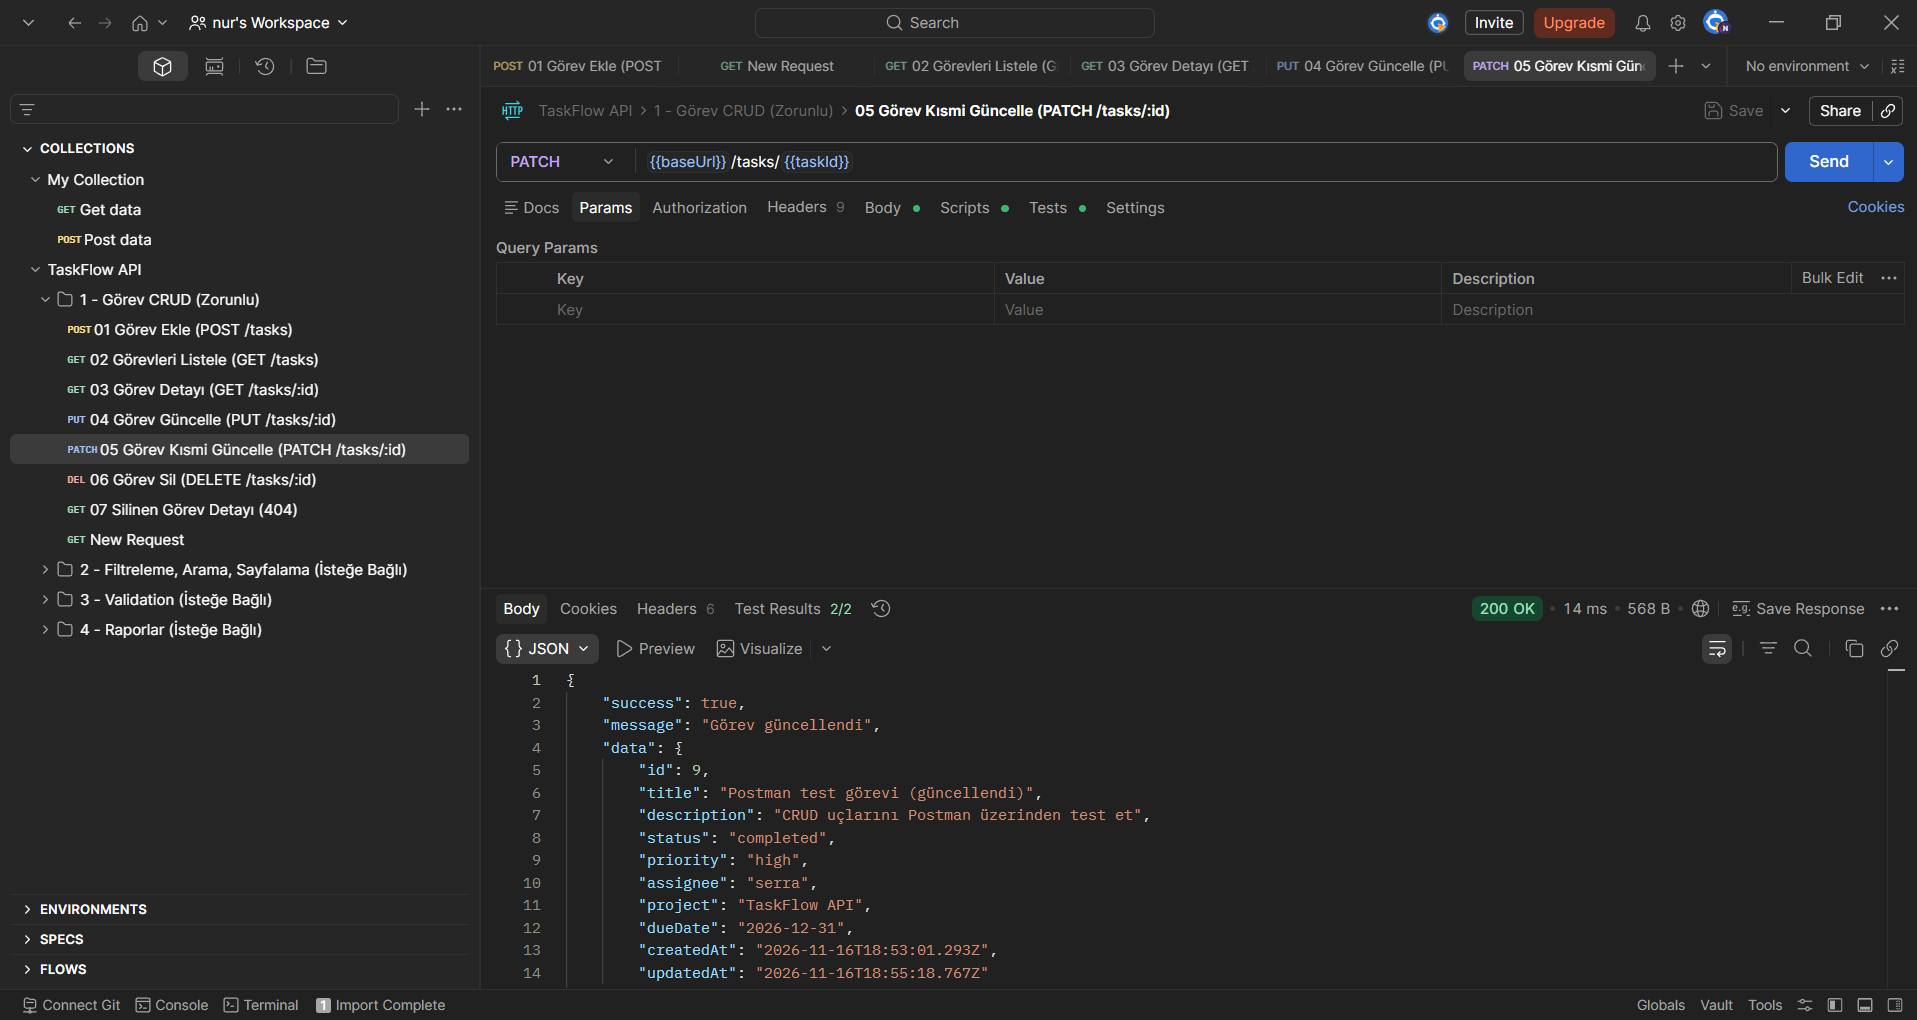 nur's Workspace
Search
Invite
Upgrade
POST 01 Görev Ekle (POST
GET New Request
GET 02 Görevleri Listele (G
GET 03 Görev Detayı (GET
PUT 04 Görev Güncelle (PU
PATCH 05 Görev Kısmi Gün
No environment
TaskFlow API > 1 - Görev CRUD (Zorunlu) > 05 Görev Kısmi Güncelle (PATCH /tasks/:id)
Save
Share
COLLECTIONS
My Collection
GET Get data
POST Post data
TaskFlow API
1 - Görev CRUD (Zorunlu)
POST 01 Görev Ekle (POST /tasks)
GET 02 Görevleri Listele (GET /tasks)
GET 03 Görev Detayı (GET /tasks/:id)
PUT 04 Görev Güncelle (PUT /tasks/:id)
PATCH 05 Görev Kısmi Güncelle (PATCH /tasks/:id)
DEL 06 Görev Sil (DELETE /tasks/:id)
GET 07 Silinen Görev Detayı (404)
GET New Request
2 - Filtreleme, Arama, Sayfalama (İsteğe Bağlı)
3 - Validation (İsteğe Bağlı)
4 - Raporlar (İsteğe Bağlı)
ENVIRONMENTS
SPECS
FLOWS
HTTP
PATCH {{baseUrl}} /tasks/ {{taskId}}
Send
Docs Params Authorization Headers 9 Body Scripts Tests Settings
Cookies
Query Params
Key Value Description Bulk Edit
Key Value Description
Body Cookies Headers 6 Test Results 2/2
200 OK • 14 ms • 568 B
e.g. Save Response
{} JSON Preview Visualize
1 {
2 "success": true,
3 "message": "Görev güncellendi",
4 "data": {
5 "id": 9,
6 "title": "Postman test görevi (güncellendi)",
7 "description": "CRUD uçlarını Postman üzerinden test et",
8 "status": "completed",
9 "priority": "high",
10 "assignee": "serra",
11 "project": "TaskFlow API",
12 "dueDate": "2026-12-31",
13 "createdAt": "2026-11-16T18:53:01.293Z",
14 "updatedAt": "2026-11-16T18:55:18.767Z"
Connect Git Console Terminal 1 Import Complete
Globals Vault Tools